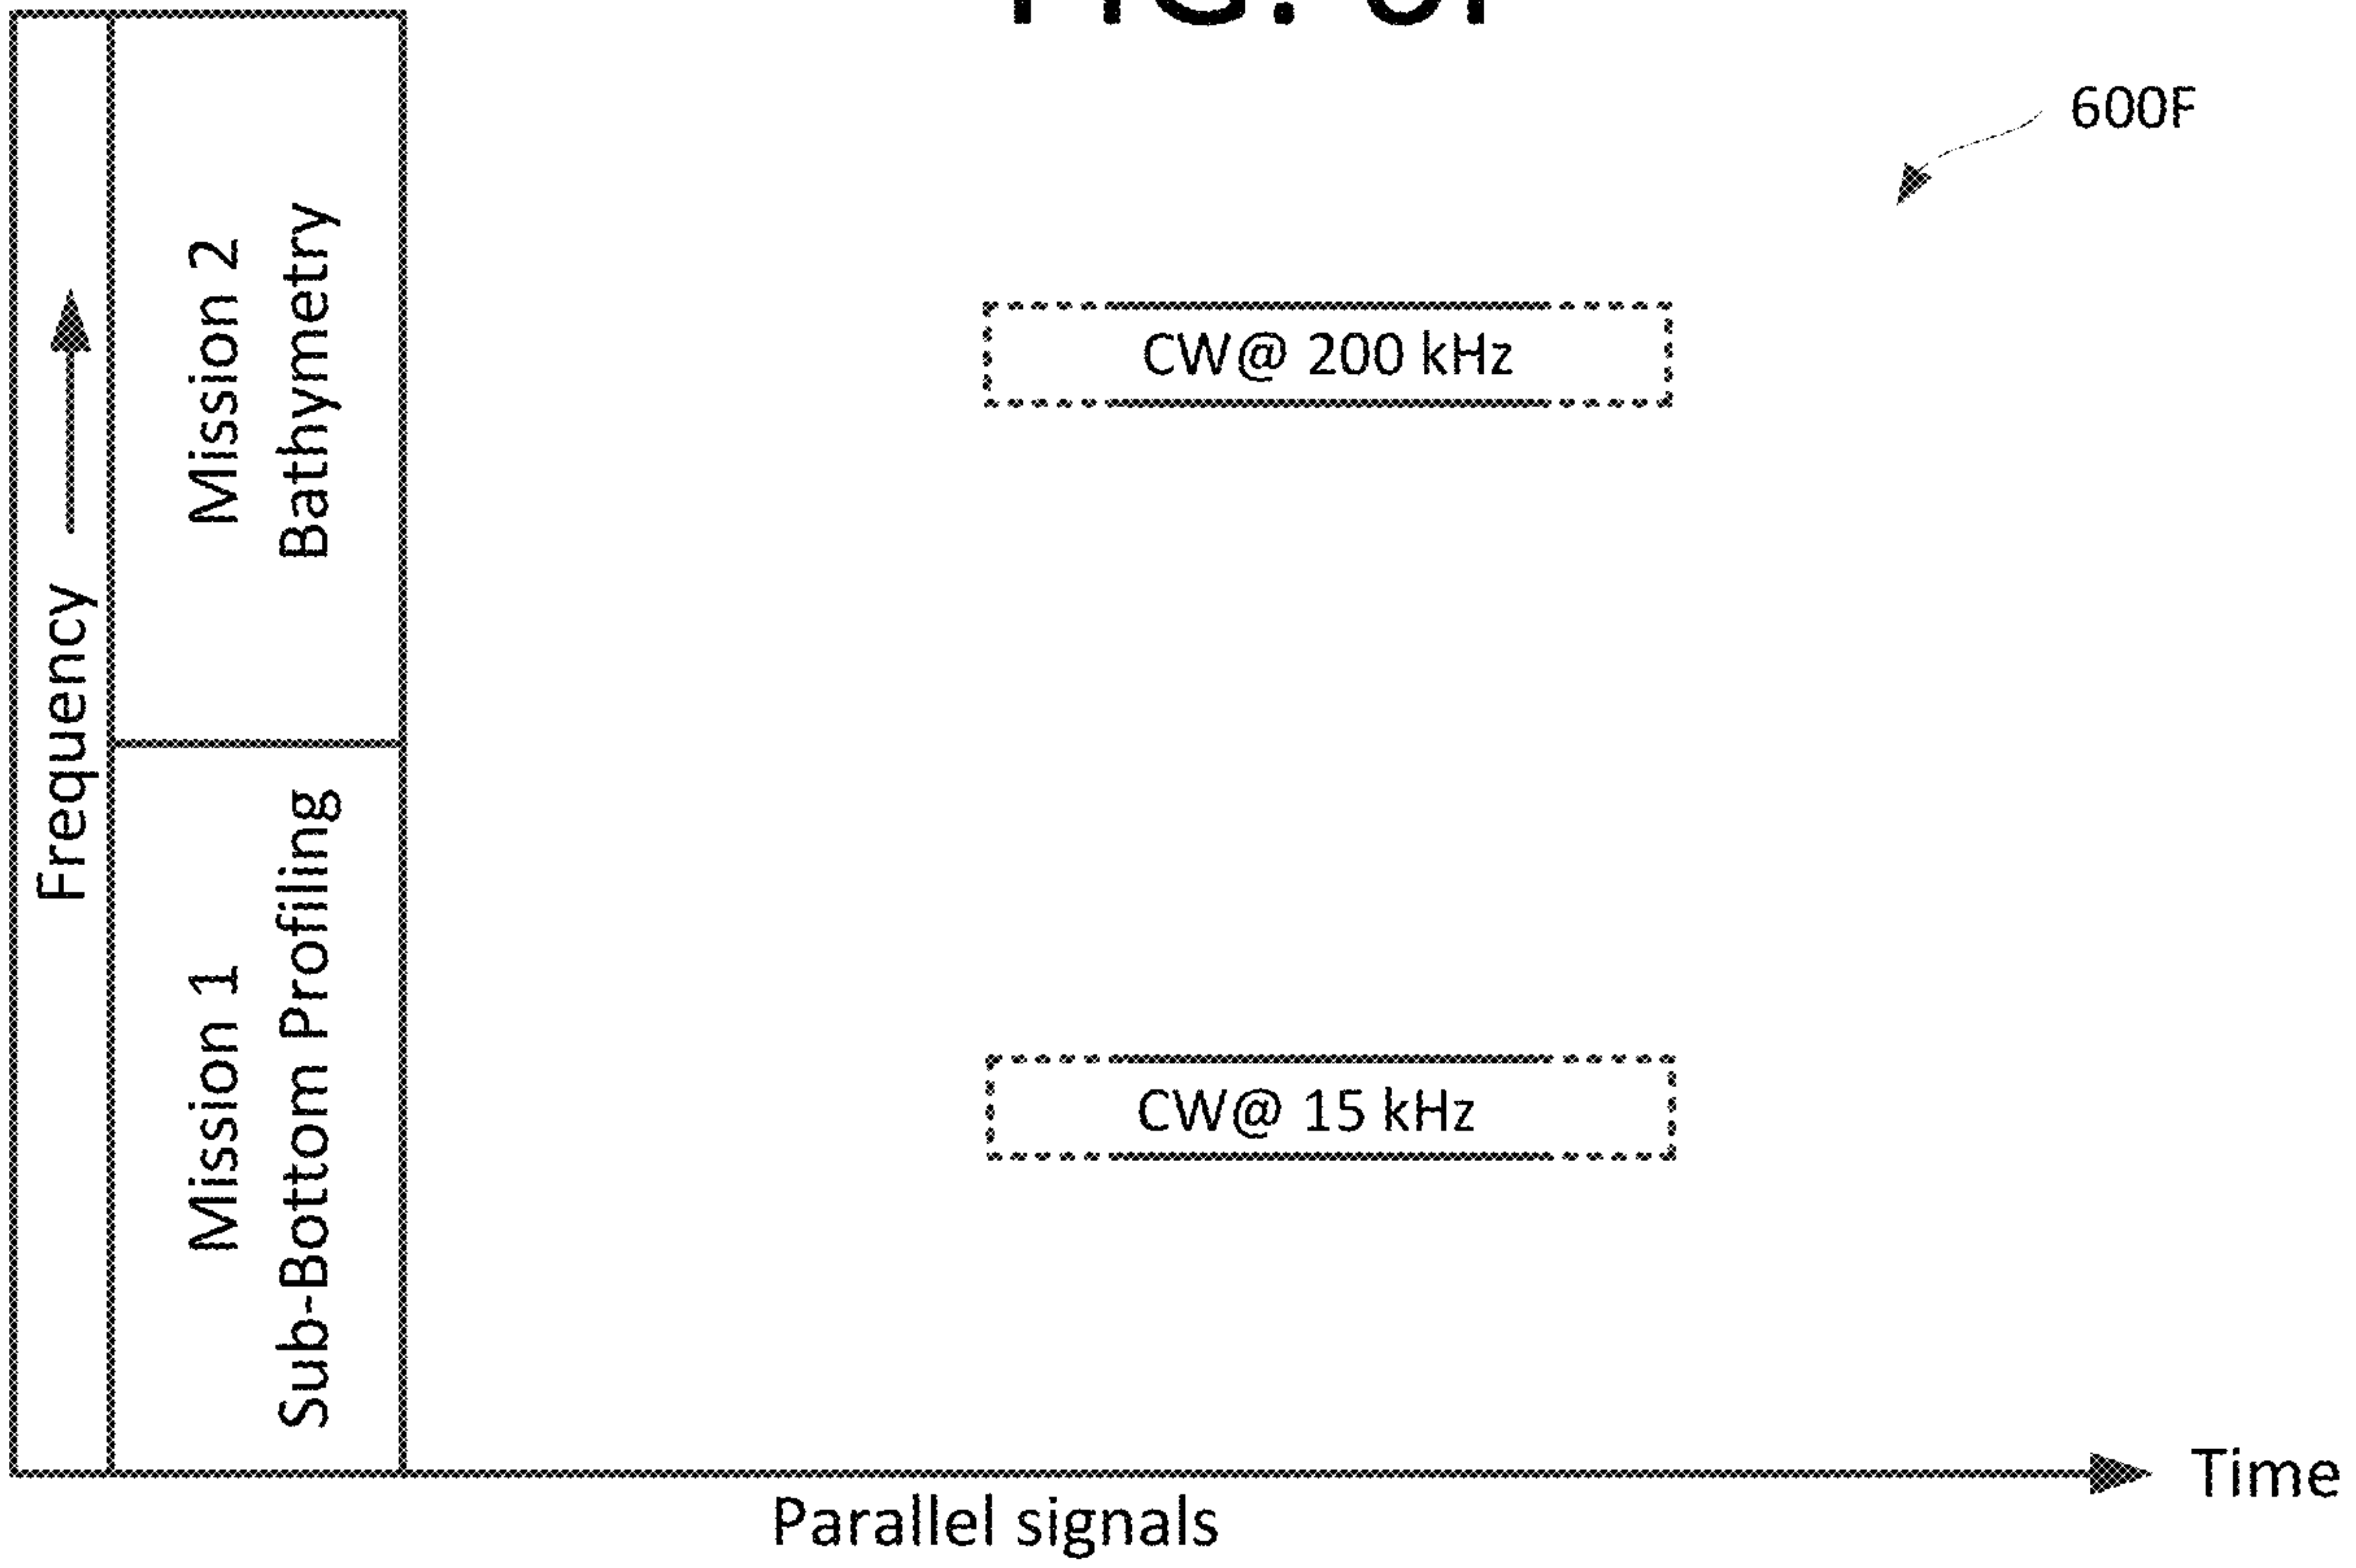 600F
Frequency
Mission 2
Bathymetry
CW@ 200 kHz
Mission 1
Sub-Bottom Profiling
CW@ 15 kHz
Time
Parallel signals